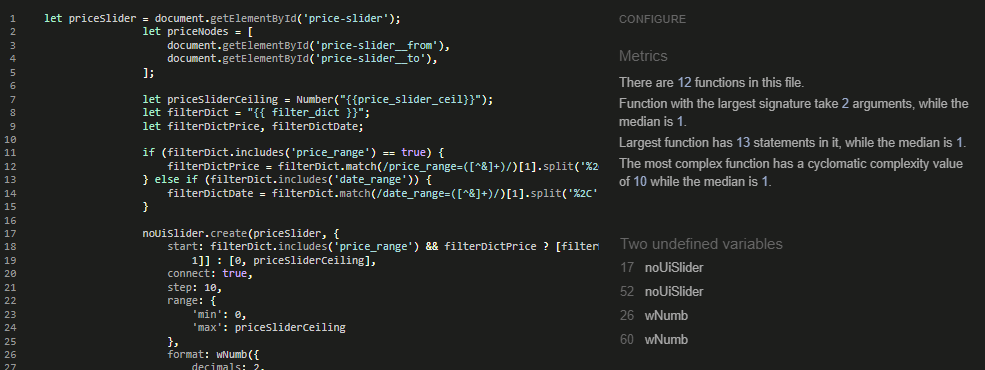 1 let priceSlider = document.getElementById('price-slider');
2 let priceNodes = [
3 document.getElementById('price-slider__from'),
4 document.getElementById('price-slider__to'),
5 ];
6
7 let priceSliderCeiling = Number("{{price_slider_ceil}}");
8 let filterDict = "{{ filter_dict }}";
9 let filterDictPrice, filterDictDate;
10
11 if (filterDict.includes('price_range') == true) {
12 filterDictPrice = filterDict.match(/price_range=([^&]+)/)[1].split('%2
13 } else if (filterDict.includes('date_range')) {
14 filterDictDate = filterDict.match(/date_range=([^&]+)/)[1].split('%2C'
15 }
16
17 noUiSlider.create(priceSlider, {
18 start: filterDict.includes('price_range') && filterDictPrice ? [filter
19 1]] : [0, priceSliderCeiling],
20 connect: true,
21 step: 10,
22 range: {
23 'min': 0,
24 'max': priceSliderCeiling
25 },
26 format: wNumb({
27 decimals: 2,
CONFIGURE
Metrics
There are 12 functions in this file.
Function with the largest signature take 2 arguments, while the
median is 1.
Largest function has 13 statements in it, while the median is 1.
The most complex function has a cyclomatic complexity value
of 10 while the median is 1.
Two undefined variables
17 noUiSlider
52 noUiSlider
26 wNumb
60 wNumb